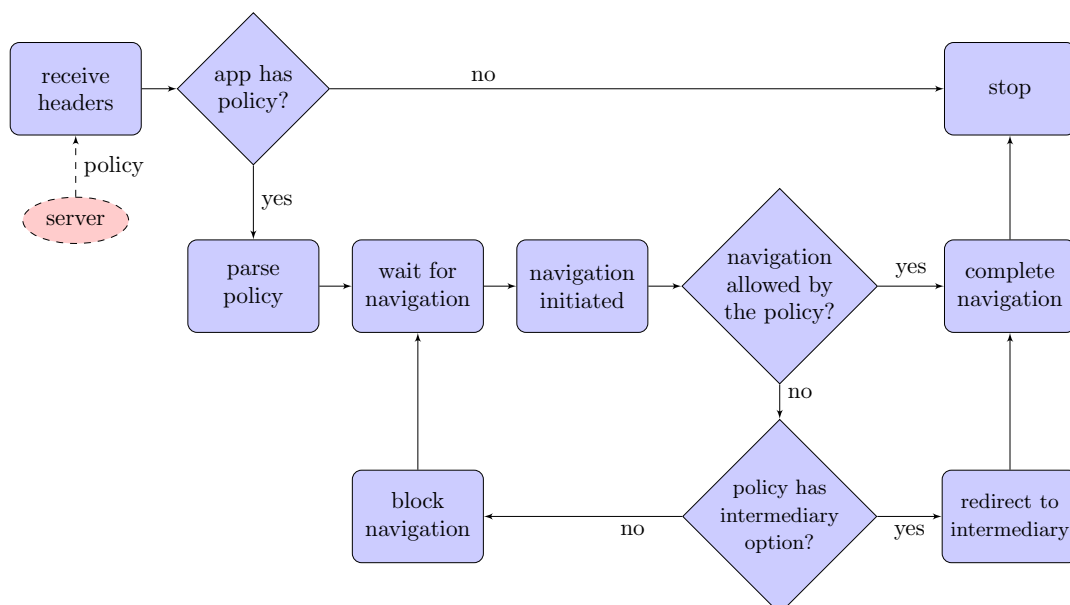 receive
headers
app has
policy?
no
stop
policy
server
yes
parse
policy
wait for
navigation
navigation
initiated
navigation
allowed by
the policy?
yes
complete
navigation
no
block
navigation
no
policy has
intermediary
option?
yes
redirect to
intermediary